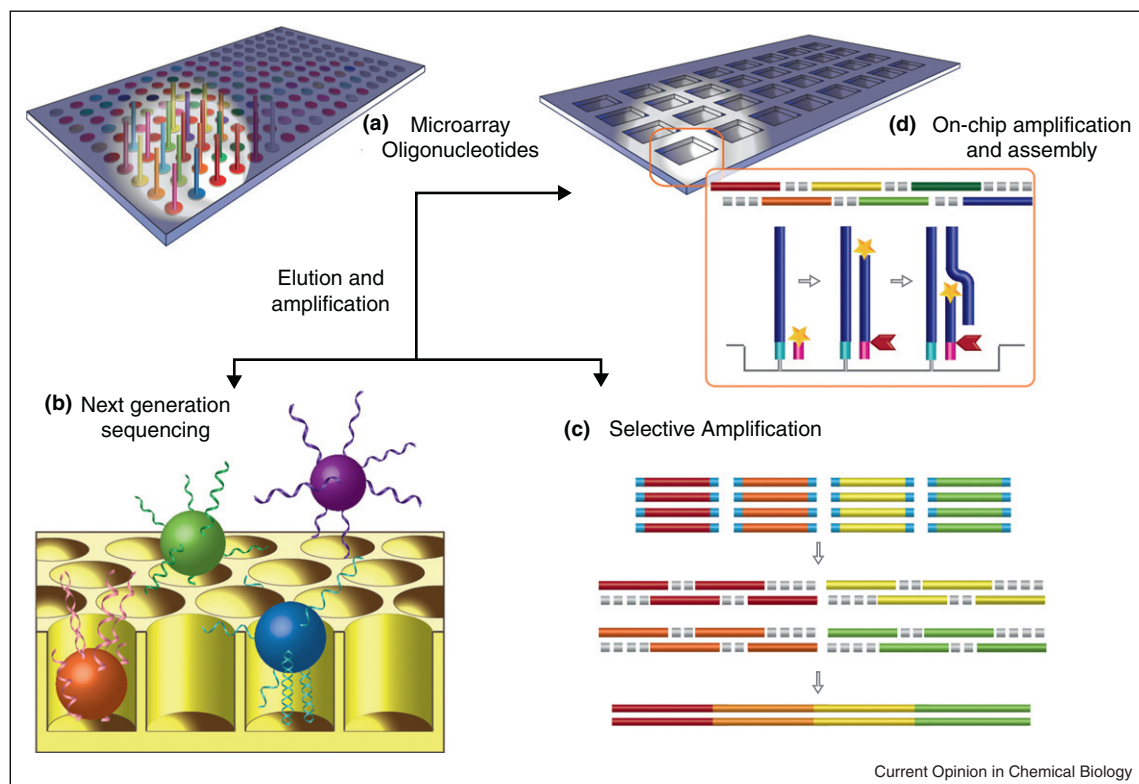 (a) Microarray
Oligonucleotides
(d) On-chip amplification
and assembly
Elution and
amplification
(b) Next generation
sequencing
(c) Selective Amplification
Current Opinion in Chemical Biology